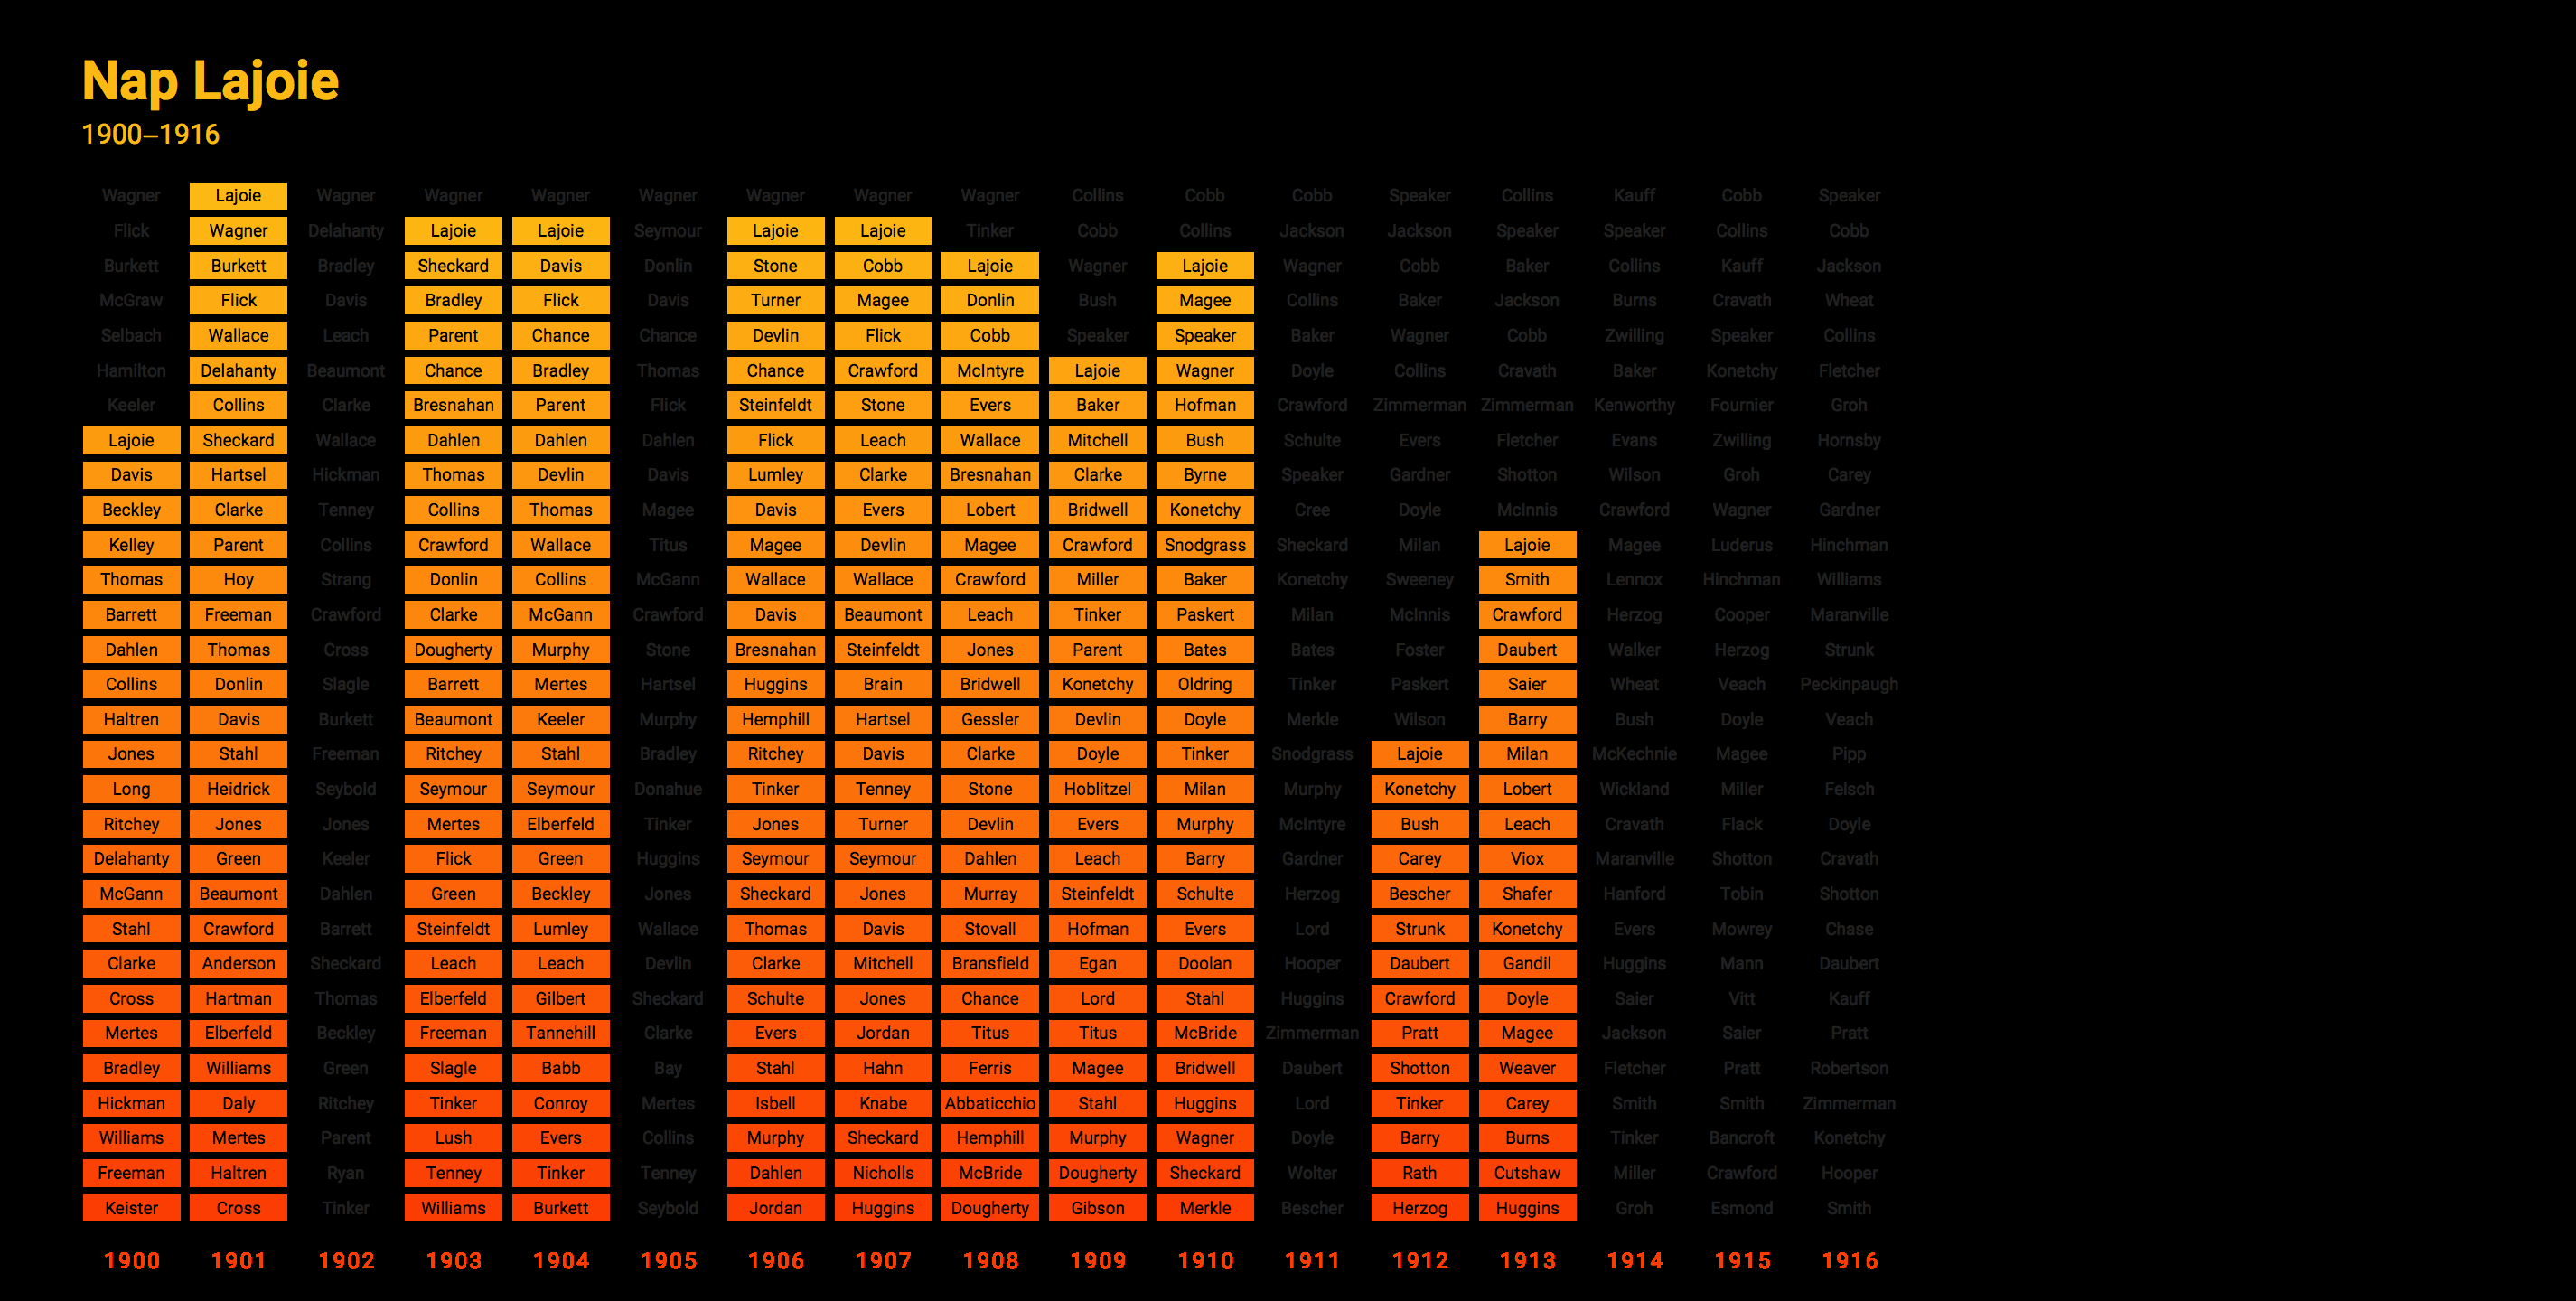 Nap Lajoie
1900–1916
Wagner Lajoie Wagner Wagner Wagner Wagner Wagner Wagner Wagner Collins Cobb Cobb Speaker Collins Kauff Cobb Speaker
Flick Wagner Delahanty Lajoie Lajoie Seymour Lajoie Lajoie Tinker Cobb Collins Jackson Jackson Speaker Speaker Collins Cobb
Burkett Burkett Bradley Sheckard Davis Donlin Stone Cobb Lajoie Wagner Lajoie Wagner Cobb Baker Collins Kauff Jackson
McGraw Flick Davis Bradley Flick Davis Turner Magee Donlin Bush Magee Collins Baker Jackson Burns Cravath Wheat
Selbach Wallace Leach Parent Chance Chance Devlin Flick Cobb Speaker Speaker Baker Wagner Cobb Zwilling Speaker Collins
Hamilton Delahanty Beaumont Chance Bradley Thomas Chance Crawford McIntyre Lajoie Wagner Doyle Collins Cravath Baker Konetchy Fletcher
Keeler Collins Clarke Bresnahan Parent Flick Steinfeldt Stone Evers Baker Hofman Crawford Zimmerman Zimmerman Kenworthy Fournier Groh
Lajoie Sheckard Wallace Dahlen Dahlen Dahlen Flick Leach Wallace Mitchell Bush Schulte Evers Fletcher Evans Zwilling Hornsby
Davis Hartsel Hickman Thomas Devlin Davis Lumley Clarke Bresnahan Clarke Byrne Speaker Gardner Shotton Wilson Groh Carey
Beckley Clarke Tenney Collins Thomas Magee Davis Evers Lobert Bridwell Konetchy Cree Doyle McInnis Crawford Wagner Gardner
Kelley Parent Collins Crawford Wallace Titus Magee Devlin Magee Crawford Snodgrass Sheckard Milan Lajoie Magee Luderus Hinchman
Thomas Hoy Strang Donlin Collins McGann Wallace Wallace Crawford Miller Baker Konetchy Sweeney Smith Lennox Hinchman Williams
Barrett Freeman Crawford Clarke McGann Crawford Davis Beaumont Leach Tinker Paskert Milan McInnis Crawford Herzog Cooper Maranville
Dahlen Thomas Cross Dougherty Murphy Stone Bresnahan Steinfeldt Jones Parent Bates Bates Foster Daubert Walker Herzog Strunk
Collins Donlin Slagle Barrett Mertes Hartsel Huggins Brain Bridwell Konetchy Oldring Tinker Paskert Saier Wheat Veach Peckinpaugh
Haltren Davis Burkett Beaumont Keeler Murphy Hemphill Hartsel Gessler Devlin Doyle Merkle Wilson Barry Bush Doyle Veach
Jones Stahl Freeman Ritchey Stahl Bradley Ritchey Davis Clarke Doyle Tinker Snodgrass Lajoie Milan McKechnie Magee Pipp
Long Heidrick Seybold Seymour Seymour Donahue Tinker Tenney Stone Hoblitzel Milan Murphy Konetchy Lobert Wickland Miller Felsch
Ritchey Jones Jones Mertes Elberfeld Tinker Jones Turner Devlin Evers Murphy McIntyre Bush Leach Cravath Flack Doyle
Delahanty Green Keeler Flick Green Huggins Seymour Seymour Dahlen Leach Barry Gardner Carey Viox Maranville Shotton Cravath
McGann Beaumont Dahlen Green Beckley Jones Sheckard Jones Murray Steinfeldt Schulte Herzog Bescher Shafer Hanford Tobin Shotton
Stahl Crawford Barrett Steinfeldt Lumley Wallace Thomas Davis Stovall Hofman Evers Lord Strunk Konetchy Evers Mowrey Chase
Clarke Anderson Sheckard Leach Leach Devlin Clarke Mitchell Bransfield Egan Doolan Hooper Daubert Gandil Huggins Mann Daubert
Cross Hartman Thomas Elberfeld Gilbert Sheckard Schulte Jones Chance Lord Stahl Huggins Crawford Doyle Saier Vitt Kauff
Mertes Elberfeld Beckley Freeman Tannehill Clarke Evers Jordan Titus Titus McBride Zimmerman Pratt Magee Jackson Saier Pratt
Bradley Williams Green Slagle Babb Bay Stahl Hahn Ferris Magee Bridwell Daubert Shotton Weaver Fletcher Pratt Robertson
Hickman Daly Ritchey Tinker Conroy Mertes Isbell Knabe Abbaticchio Stahl Huggins Lord Tinker Carey Smith Smith Zimmerman
Williams Mertes Parent Lush Evers Collins Murphy Sheckard Hemphill Murphy Wagner Doyle Barry Burns Tinker Bancroft Konetchy
Freeman Haltren Ryan Tenney Tinker Tenney Dahlen Nicholls McBride Dougherty Sheckard Wolter Rath Cutshaw Miller Crawford Hooper
Keister Cross Tinker Williams Burkett Seybold Jordan Huggins Dougherty Gibson Merkle Bescher Herzog Huggins Groh Esmond Smith
1900 1901 1902 1903 1904 1905 1906 1907 1908 1909 1910 1911 1912 1913 1914 1915 1916